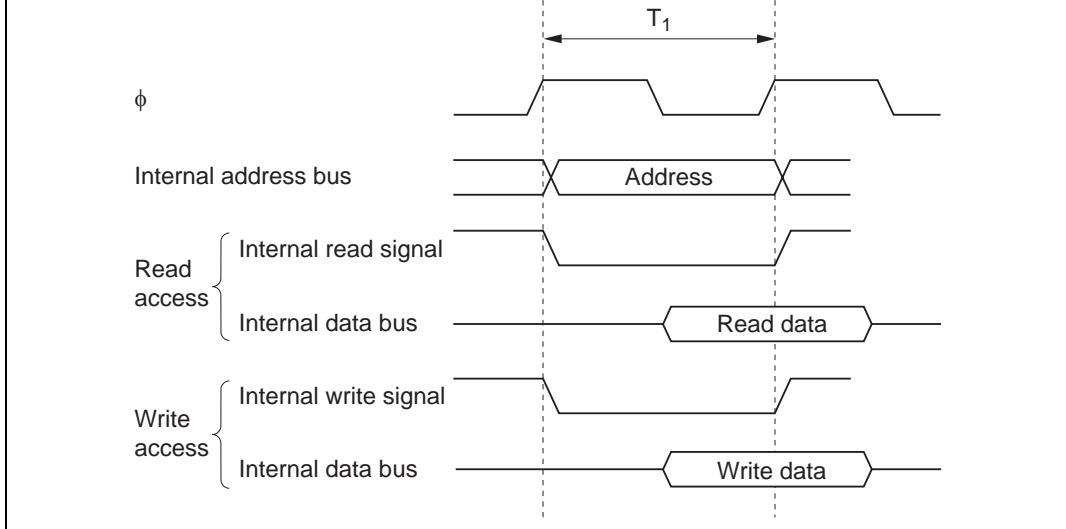 T₁
ϕ
Internal address bus
Address
Read
access
Internal read signal
Internal data bus
Read data
Write
access
Internal write signal
Internal data bus
Write data